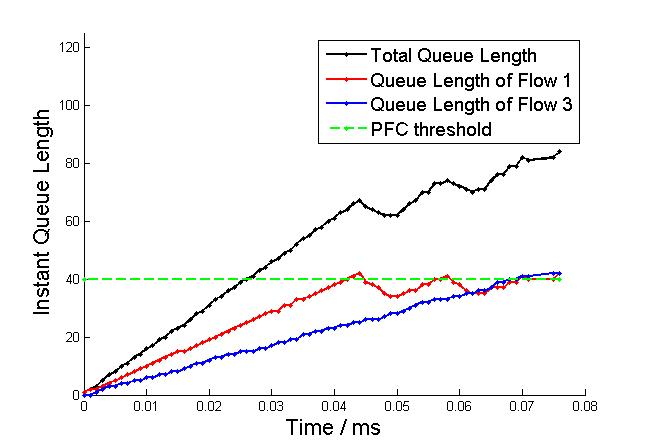 120
100
80
60
40
20
0
Instant Queue Length
Total Queue Length
Queue Length of Flow 1
Queue Length of Flow 3
PFC threshold
0 0.01 0.02 0.03 0.04 0.05 0.06 0.07 0.08
Time / ms